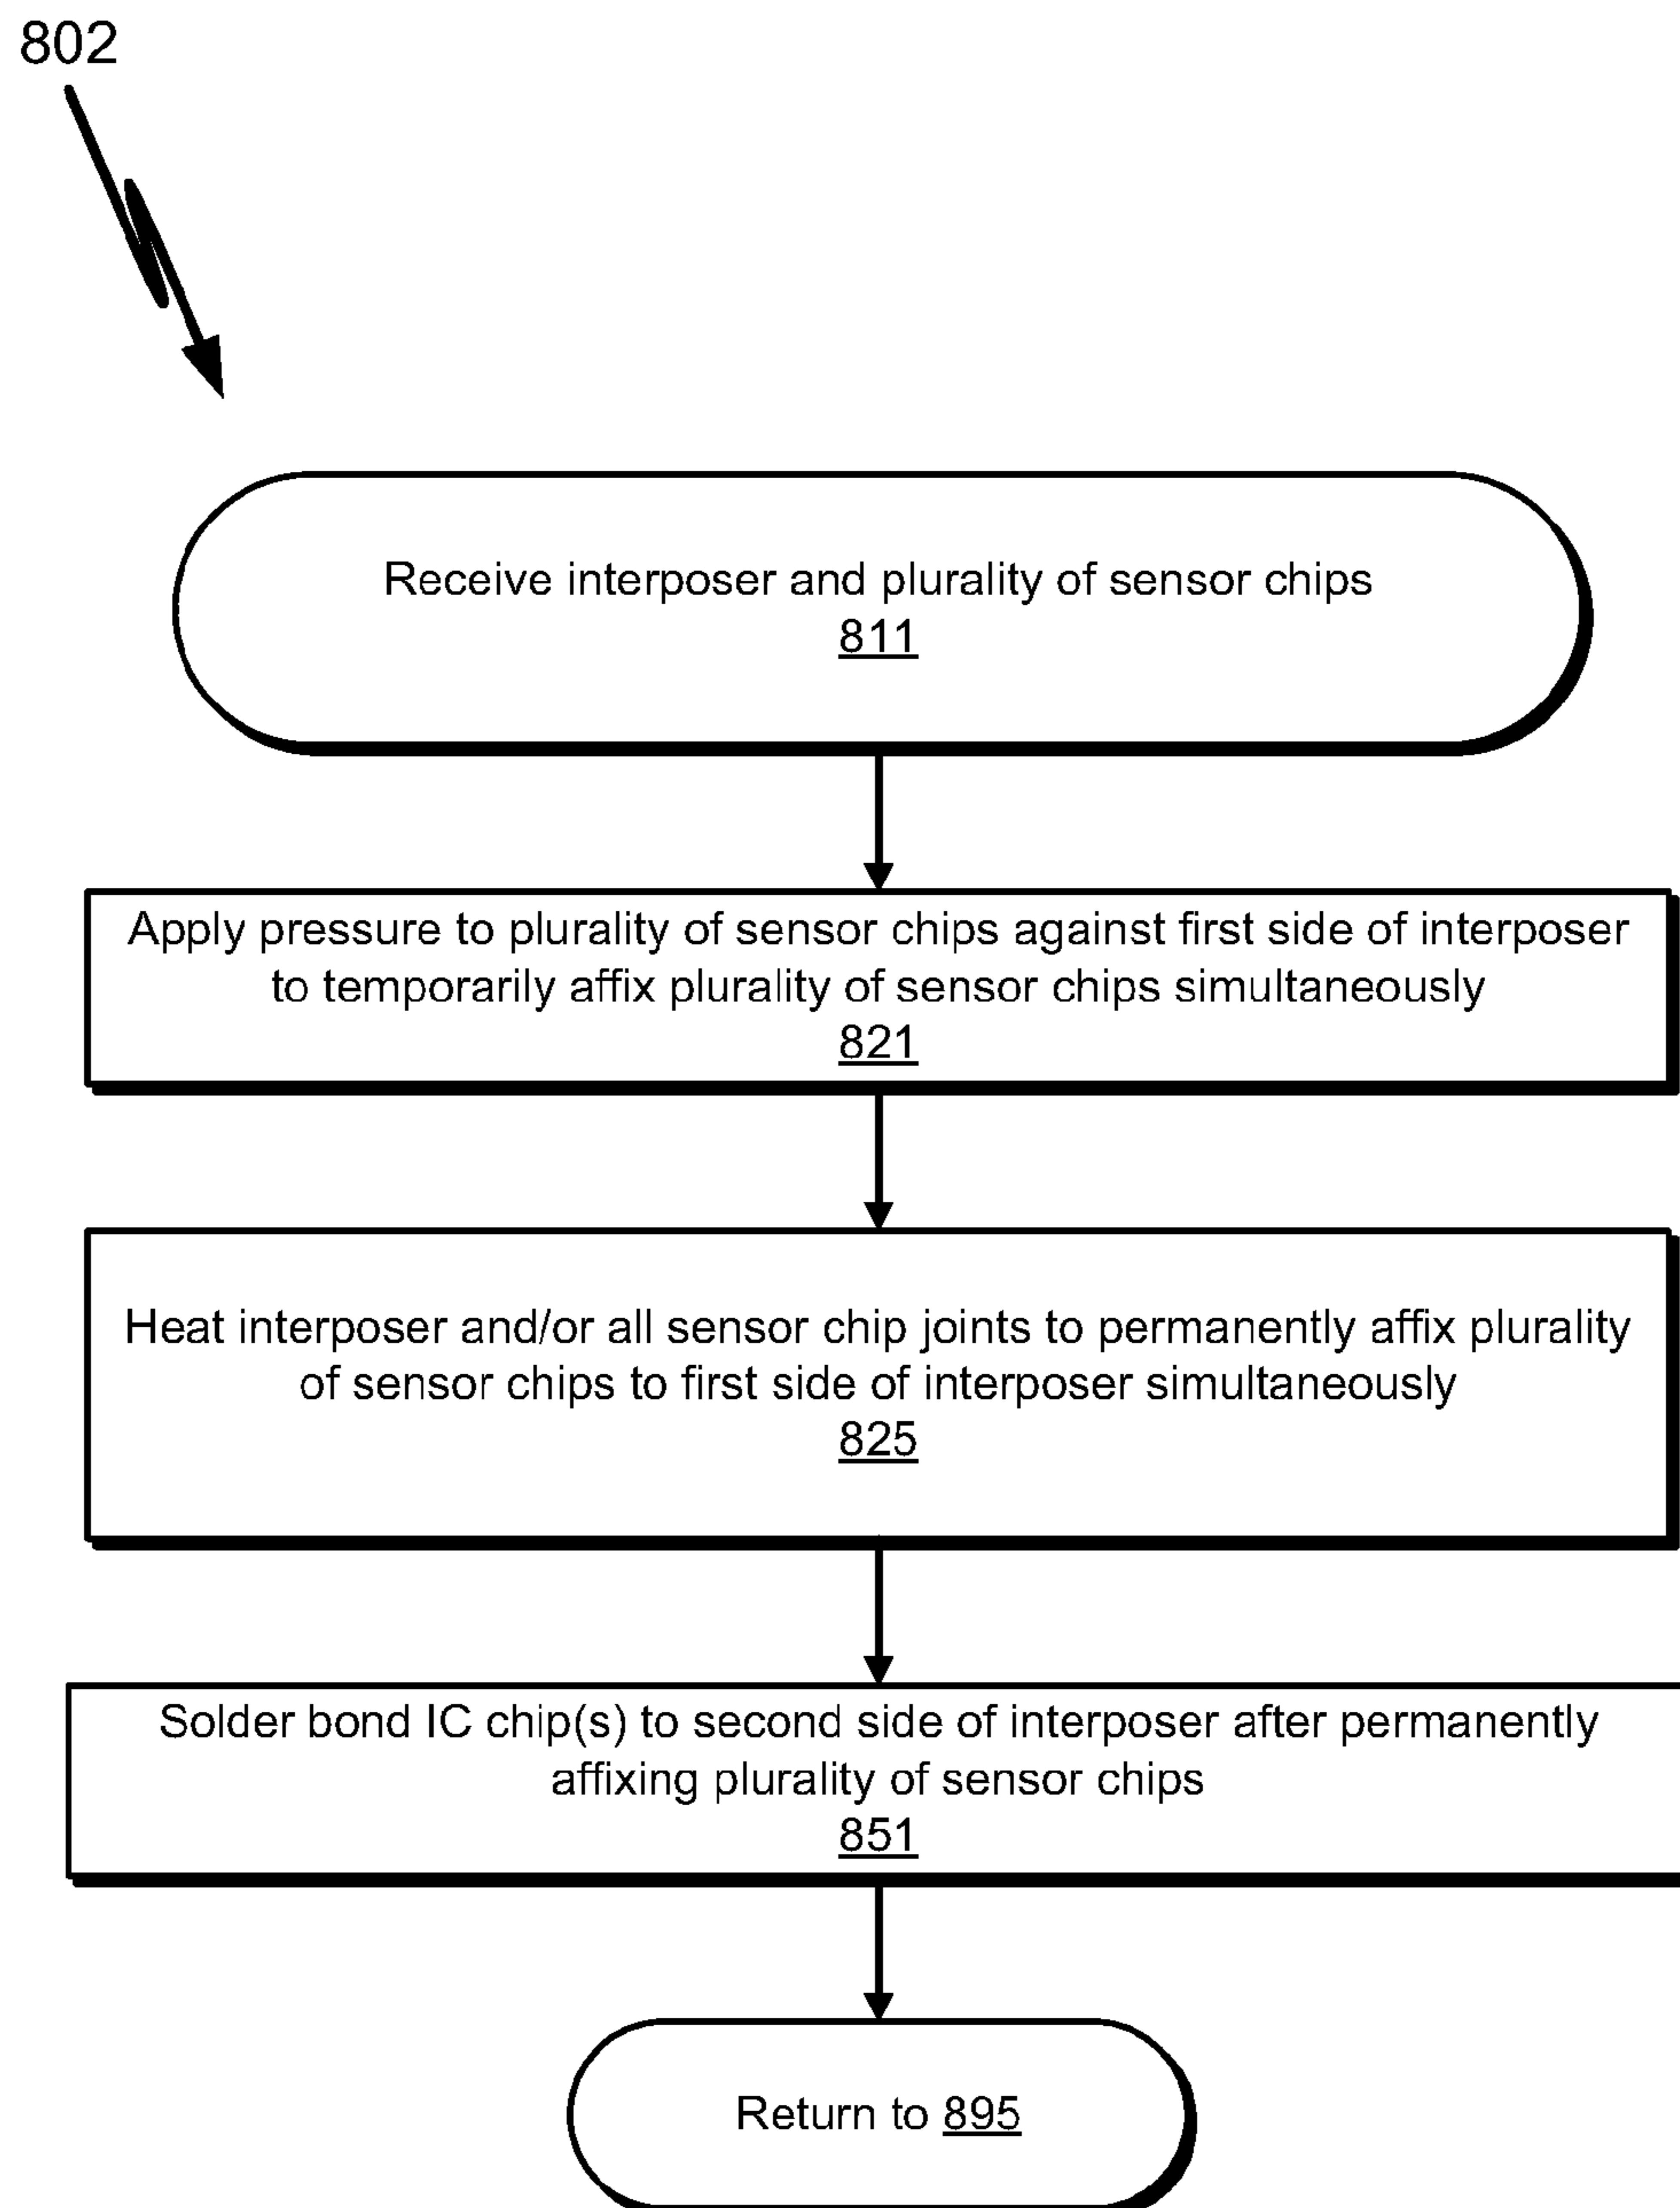 802
Receive interposer and plurality of sensor chips
811
Apply pressure to plurality of sensor chips against first side of interposer
to temporarily affix plurality of sensor chips simultaneously
821
Heat interposer and/or all sensor chip joints to permanently affix plurality
of sensor chips to first side of interposer simultaneously
825
Solder bond IC chip(s) to second side of interposer after permanently
affixing plurality of sensor chips
851
Return to 895